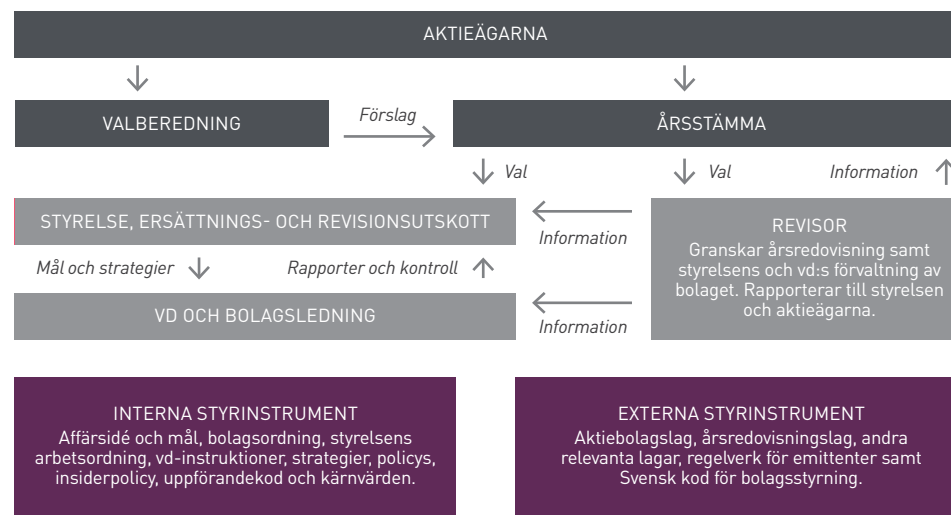 AKTIEÄGARNA
VALBEREDNING
Förslag
ÅRSSTÄMMA
Val
Val
Information
STYRELSE, ERSÄTTNINGS- OCH REVISIONSUTSKOTT
Information
REVISOR
Granskar årsredovisning samt
styrelsens och vd:s förvaltning av
bolaget. Rapporterar till styrelsen
och aktieägarna.
Mål och strategier
Rapporter och kontroll
VD OCH BOLAGSLEDNING
Information
INTERNA STYRINSTRUMENT
Affärsidé och mål, bolagsordning, styrelsens
arbetsordning, vd-instruktioner, strategier, policys,
insiderpolicy, uppförandekod och kärnvärden.
EXTERNA STYRINSTRUMENT
Aktiebolagslag, årsredovisningslag, andra
relevanta lagar, regelverk för emittenter samt
Svensk kod för bolagsstyrning.